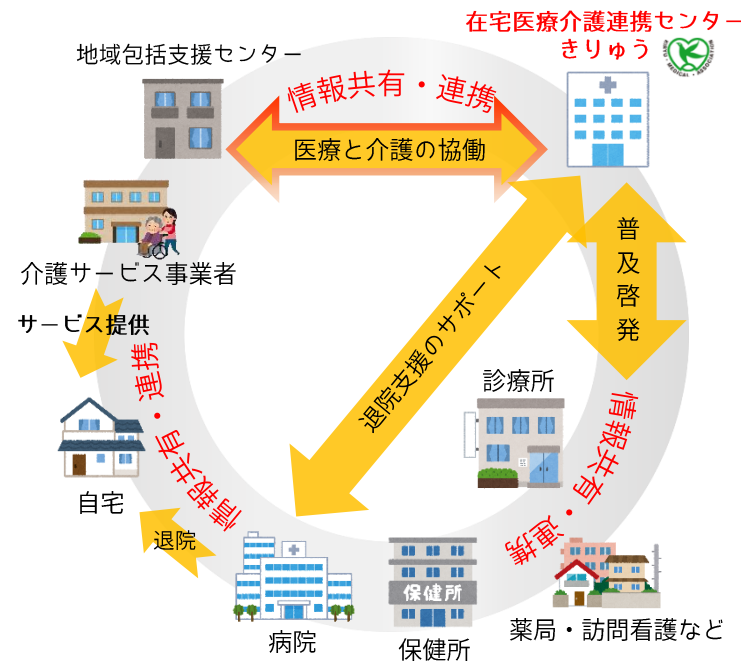 在宅医療介護連携センター
きりゅう
地域包括支援センター
情報共有・連携
医療と介護の協働
普及啓発
介護サービス事業者
サービス提供
退院支援のサポート
情報共有・連携
診療所
情報共有・連携
自宅
退院
病院
保健所
保健所
薬局・訪問看護など